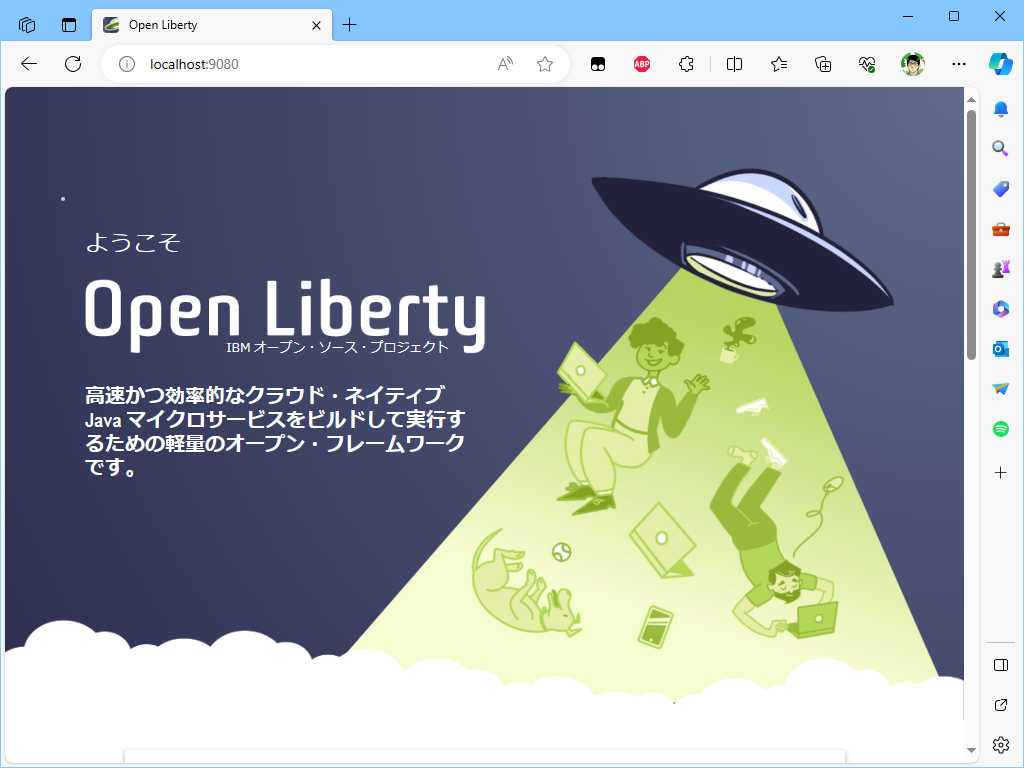 Open Liberty
localhost:9080
A
ABP
ようこそ
Open Liberty
IBM オープン・ソース・プロジェクト
高速かつ効率的なクラウド・ネイティブ
Java マイクロサービスをビルドして実行す
るための軽量のオープン・フレームワーク
です。